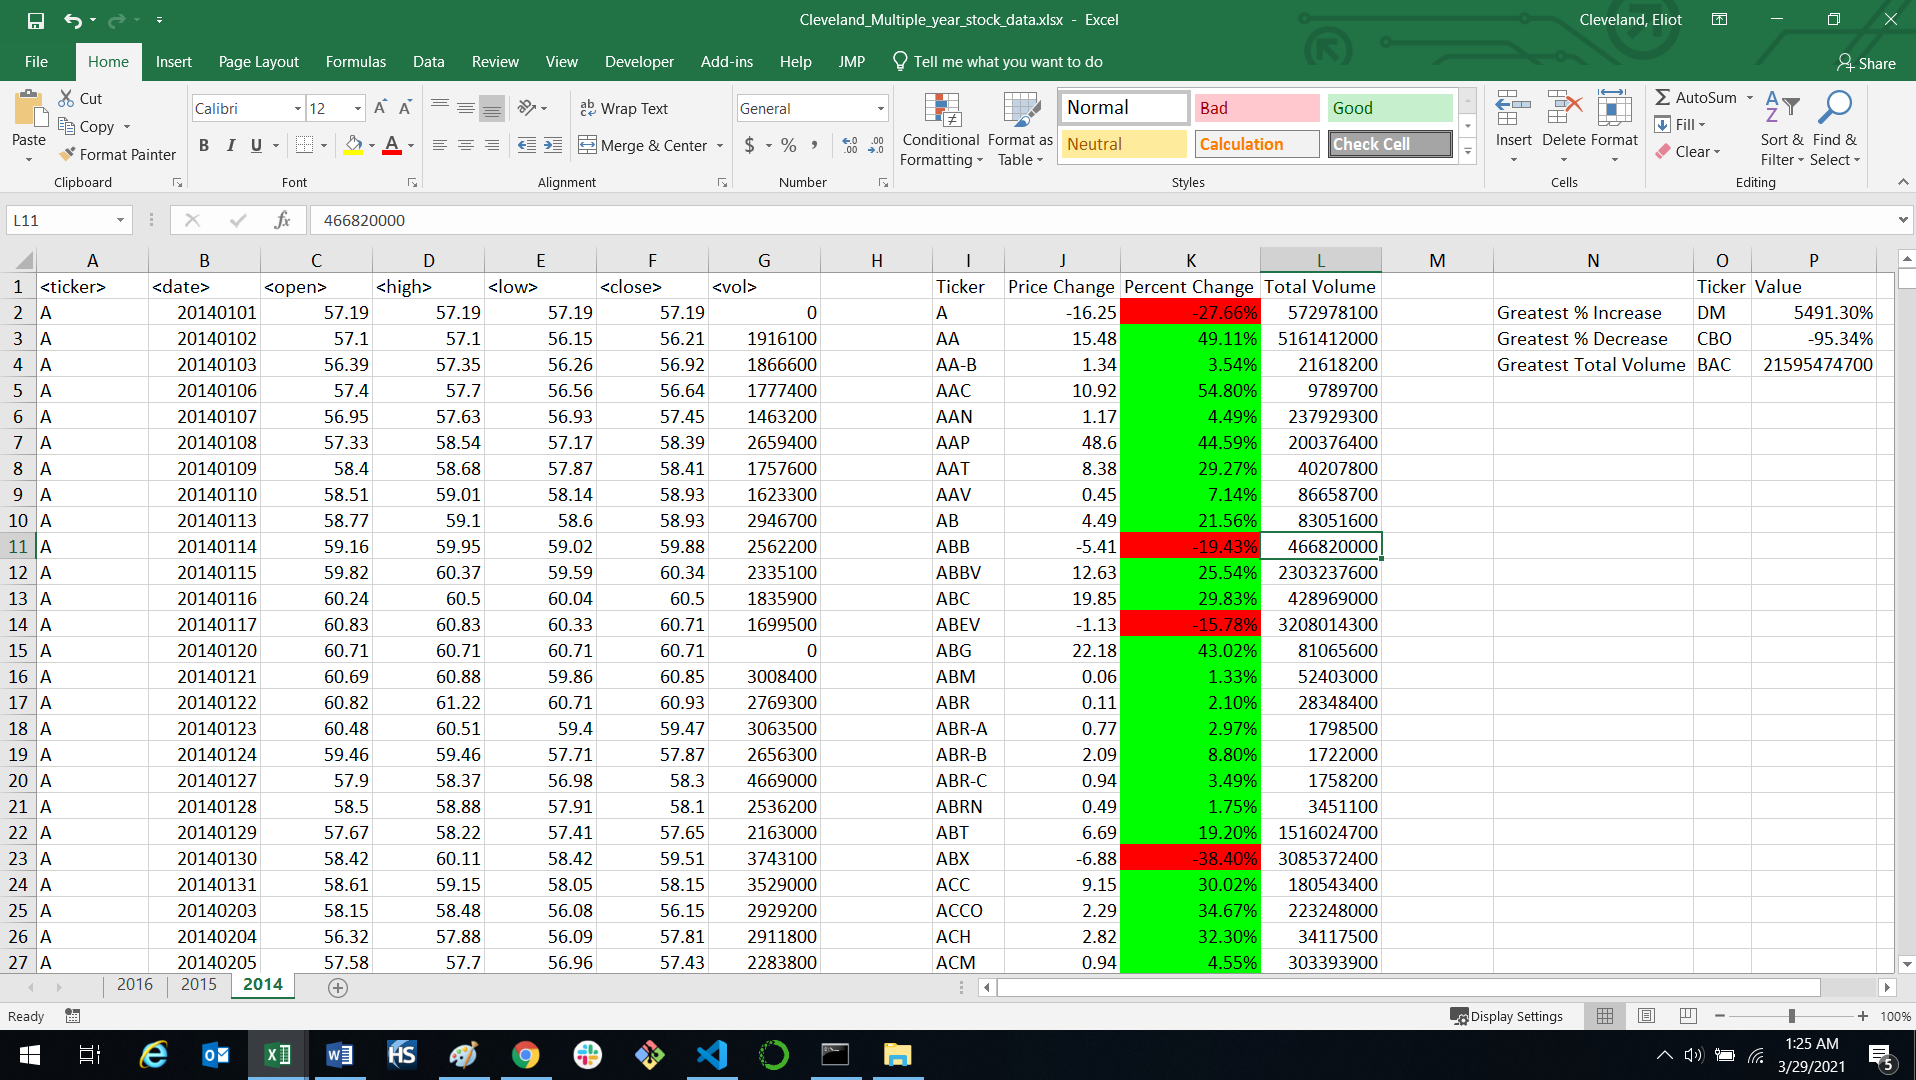 Cleveland_Multiple_year_stock_data.xlsx - Excel
Cleveland, Eliot
File Home Insert Page Layout Formulas Data Review View Developer Add-ins Help JMP Tell me what you want to do Share
Paste
Cut
Copy
Format Painter
Clipboard
Calibri 12
B I U
Font
Wrap Text
Merge & Center
Alignment
General
$ % ,
Number
Conditional Formatting
Format as Table
Normal Bad Good
Neutral Calculation Check Cell
Styles
Insert Delete Format
Cells
AutoSum
Fill
Clear
Sort & Filter
Find & Select
Editing
L11 fx 466820000
A B C D E F G H I J K L M N O P
1 <ticker> <date> <open> <high> <low> <close> <vol> Ticker Price Change Percent Change Total Volume Ticker Value
2 A 20140101 57.19 57.19 57.19 57.19 0 A -16.25 -27.66% 572978100 Greatest % Increase DM 5491.30%
3 A 20140102 57.1 57.1 56.15 56.21 1916100 AA 15.48 49.11% 5161412000 Greatest % Decrease CBO -95.34%
4 A 20140103 56.39 57.35 56.26 56.92 1866600 AA-B 1.34 3.54% 21618200 Greatest Total Volume BAC 21595474700
5 A 20140106 57.4 57.7 56.56 56.64 1777400 AAC 10.92 54.80% 9789700
6 A 20140107 56.95 57.63 56.93 57.45 1463200 AAN 1.17 4.49% 237929300
7 A 20140108 57.33 58.54 57.17 58.39 2659400 AAP 48.6 44.59% 200376400
8 A 20140109 58.4 58.68 57.87 58.41 1757600 AAT 8.38 29.27% 40207800
9 A 20140110 58.51 59.01 58.14 58.93 1623300 AAV 0.45 7.14% 86658700
10 A 20140113 58.77 59.1 58.6 58.93 2946700 AB 4.49 21.56% 83051600
11 A 20140114 59.16 59.95 59.02 59.88 2562200 ABB -5.41 -19.43% 466820000
12 A 20140115 59.82 60.37 59.59 60.34 2335100 ABBV 12.63 25.54% 2303237600
13 A 20140116 60.24 60.5 60.04 60.5 1835900 ABC 19.85 29.83% 428969000
14 A 20140117 60.83 60.83 60.33 60.71 1699500 ABEV -1.13 -15.78% 3208014300
15 A 20140120 60.71 60.71 60.71 60.71 0 ABG 22.18 43.02% 81065600
16 A 20140121 60.69 60.88 59.86 60.85 3008400 ABM 0.06 1.33% 52403000
17 A 20140122 60.82 61.22 60.71 60.93 2769300 ABR 0.11 2.10% 28348400
18 A 20140123 60.48 60.51 59.4 59.47 3063500 ABR-A 0.77 2.97% 1798500
19 A 20140124 59.46 59.46 57.71 57.87 2656300 ABR-B 2.09 8.80% 1722000
20 A 20140127 57.9 58.37 56.98 58.3 4669000 ABR-C 0.94 3.49% 1758200
21 A 20140128 58.5 58.88 57.91 58.1 2536200 ABRN 0.49 1.75% 3451100
22 A 20140129 57.67 58.22 57.41 57.65 2163000 ABT 6.69 19.20% 1516024700
23 A 20140130 58.42 60.11 58.42 59.51 3743100 ABX -6.88 -38.40% 3085372400
24 A 20140131 58.61 59.15 58.05 58.15 3529000 ACC 9.15 30.02% 180543400
25 A 20140203 58.15 58.48 56.08 56.15 2929200 ACCO 2.29 34.67% 223248000
26 A 20140204 56.32 57.88 56.09 57.81 2911800 ACH 2.82 32.30% 34117500
27 A 20140205 57.58 57.7 56.96 57.43 2283800 ACM 0.94 4.55% 303393900
2016 2015 2014
Ready Display Settings 100%
1:25 AM
3/29/2021
5